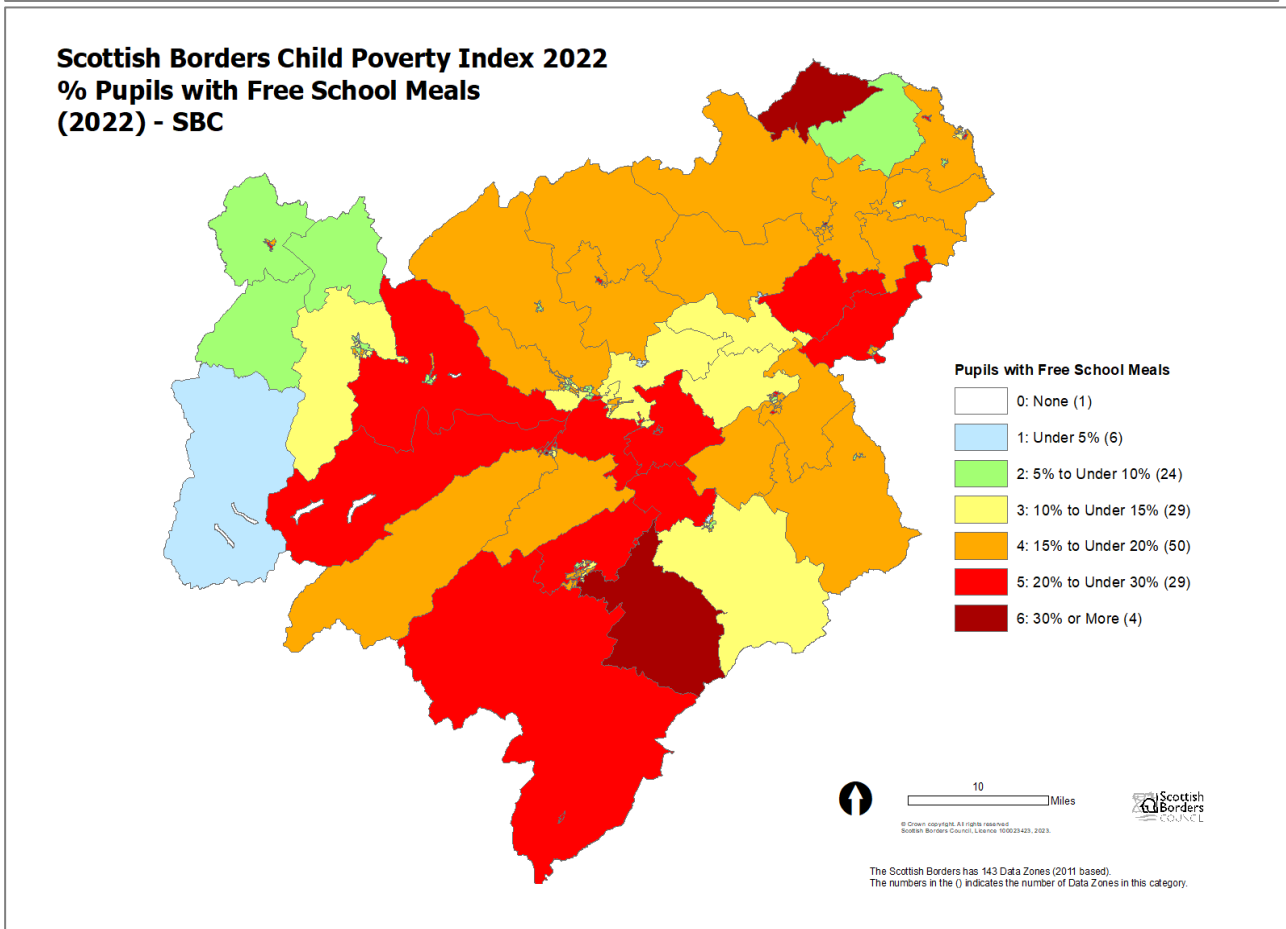 Scottish Borders Child Poverty Index 2022
% Pupils with Free School Meals
(2022) - SBC
Pupils with Free School Meals
0: None (1)
1: Under 5% (6)
2: 5% to Under 10% (24)
3: 10% to Under 15% (29)
4: 15% to Under 20% (50)
5: 20% to Under 30% (29)
6: 30% or More (4)
10
Miles
Scottish
Borders
COUNCIL
© Crown copyright. All rights reserved
Scottish Borders Council, Licence 100023423, 2023.
The Scottish Borders has 143 Data Zones (2011 based).
The numbers in the () indicates the number of Data Zones in this category.